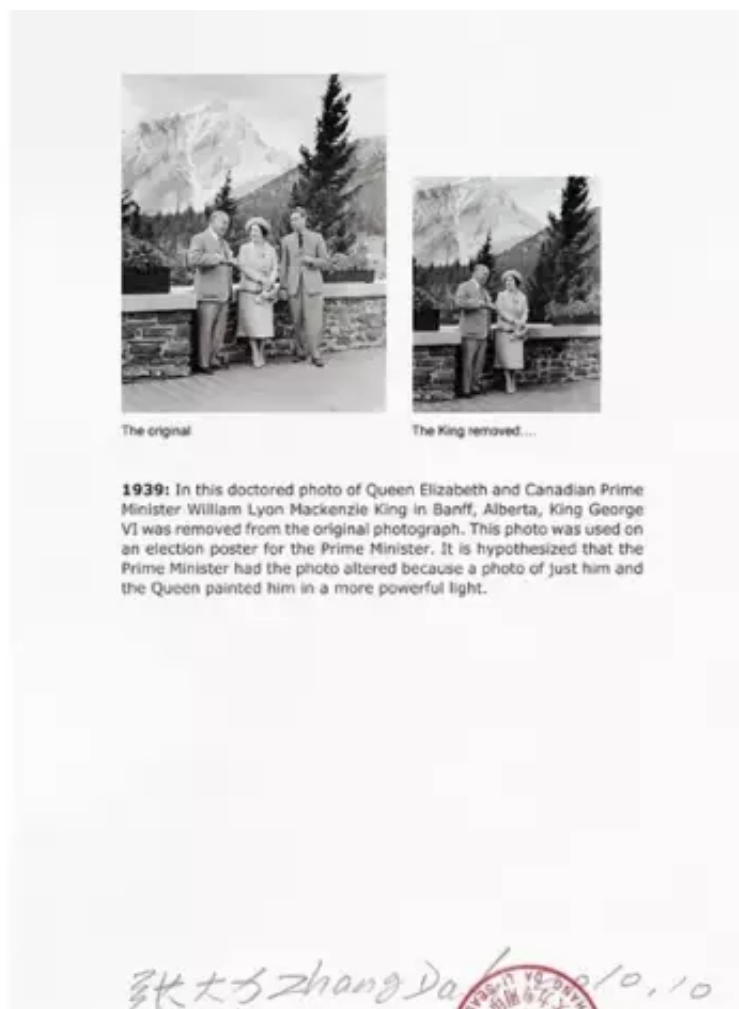 The original
The King removed....
1939: In this doctored photo of Queen Elizabeth and Canadian Prime
Minister William Lyon Mackenzie King in Banff, Alberta, King George
VI was removed from the original photograph. This photo was used on
an election poster for the Prime Minister. It is hypothesized that the
Prime Minister had the photo altered because a photo of just him and
the Queen painted him in a more powerful light.
张大力 Zhang Da